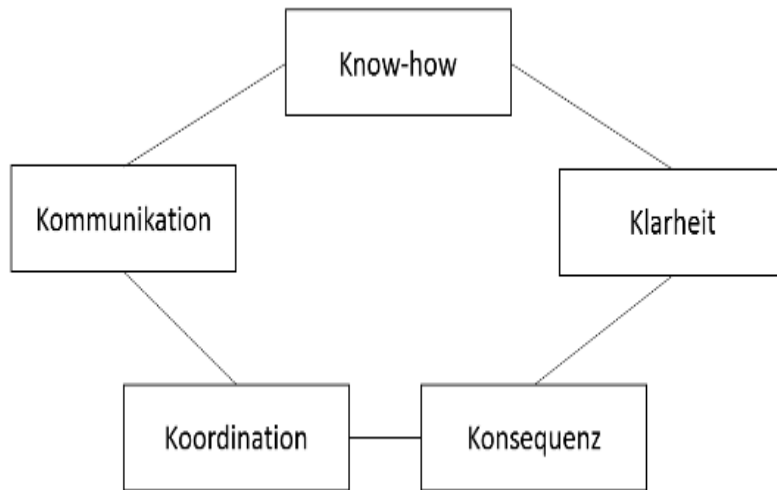 Know-how
Kommunikation
Klarheit
Koordination
Konsequenz